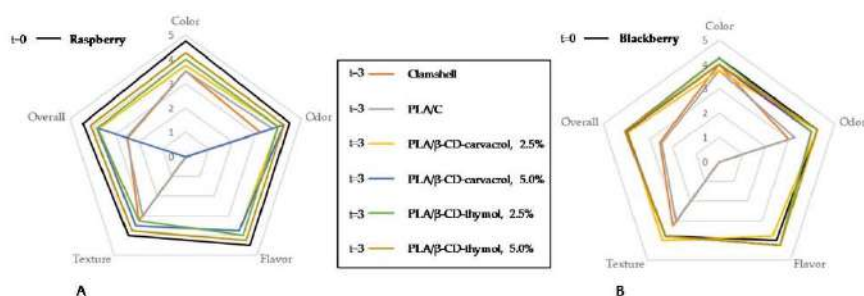 t=0 Raspberry
Color
5
4
3
2
1
0
Overall
Odor
Texture
Flavor
A
t=3 Clamshell
t=3 PLA/C
t=3 PLA/β-CD-carvacrol, 2.5%
t=3 PLA/β-CD-carvacrol, 5.0%
t=3 PLA/β-CD-thymol, 2.5%
t=3 PLA/β-CD-thymol, 5.0%
t=0 Blackberry
Color
5
4
3
2
1
0
Overall
Odor
Texture
Flavor
B